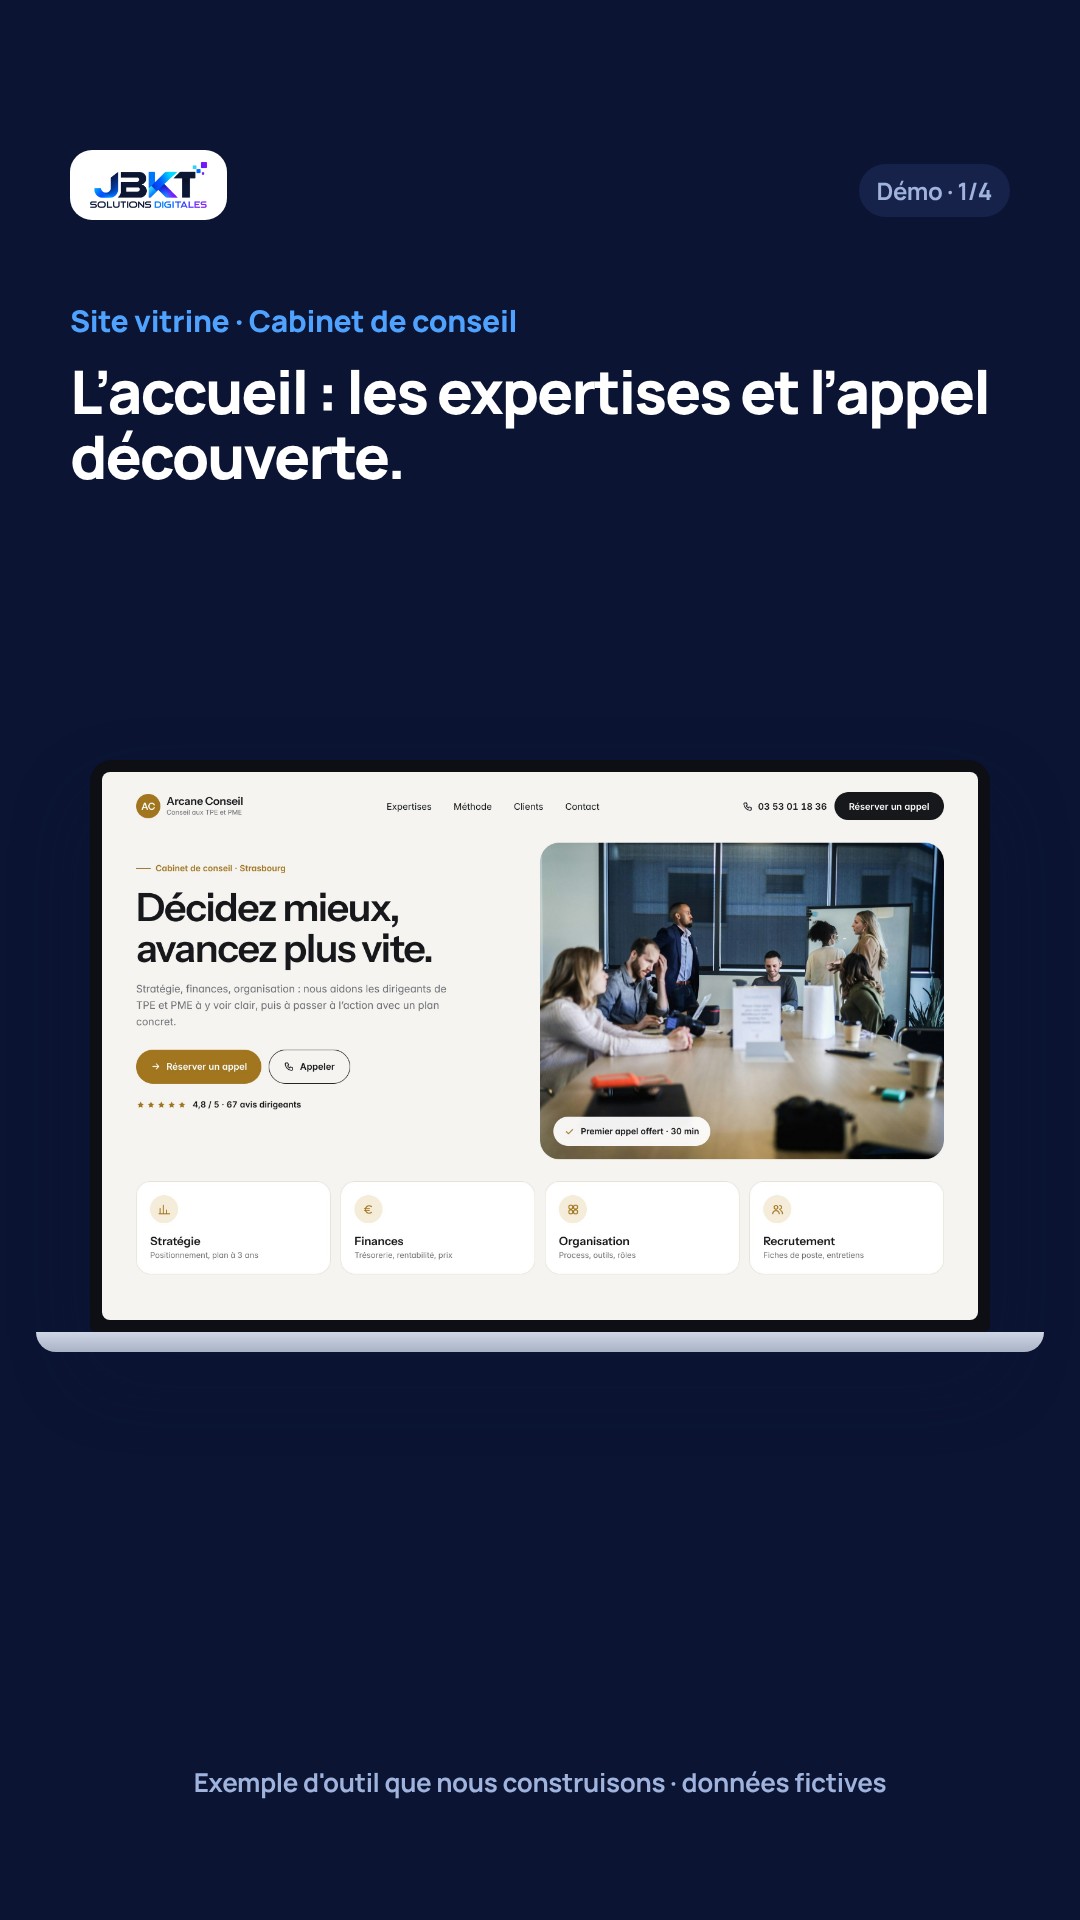 JBKT
SOLUTIONS DIGITALES
Démo · 1/4
Site vitrine · Cabinet de conseil
L’accueil : les expertises et l’appel
découverte.
AC
Arcane Conseil
Conseil aux TPE et PME
Expertises
Méthode
Clients
Contact
03 53 01 18 36
Réserver un appel
Cabinet de conseil · Strasbourg
Décidez mieux,
avancez plus vite.
Stratégie, finances, organisation : nous aidons les dirigeants de
TPE et PME à y voir clair, puis à passer à l’action avec un plan
concret.
→ Réserver un appel
Appeler
★ ★ ★ ★ ★ 4,8 / 5 · 67 avis dirigeants
Premier appel offert · 30 min
Stratégie
Positionnement, plan à 3 ans
€
Finances
Trésorerie, rentabilité, prix
Organisation
Process, outils, rôles
Recrutement
Fiches de poste, entretiens
Exemple d'outil que nous construisons · données fictives